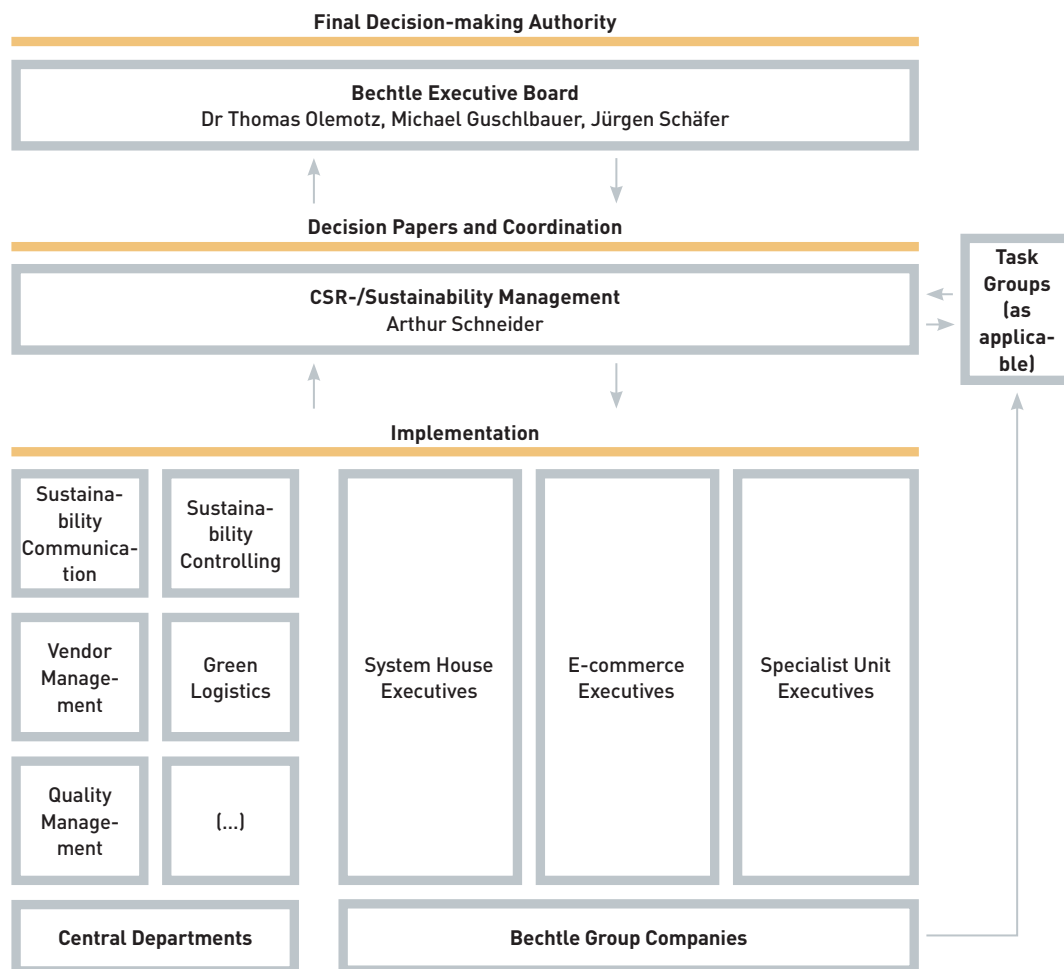 Final Decision-making Authority
Bechtle Executive Board
Dr Thomas Olemotz, Michael Guschlbauer, Jürgen Schäfer
Decision Papers and Coordination
CSR-/Sustainability Management
Arthur Schneider
Task
Groups
(as
applica-
ble)
Implementation
Sustaina-
bility
Communica-
tion
Sustaina-
bility
Controlling
Vendor
Manage-
ment
Green
Logistics
Quality
Manage-
ment
(...)
System House
Executives
E-commerce
Executives
Specialist Unit
Executives
Central Departments
Bechtle Group Companies